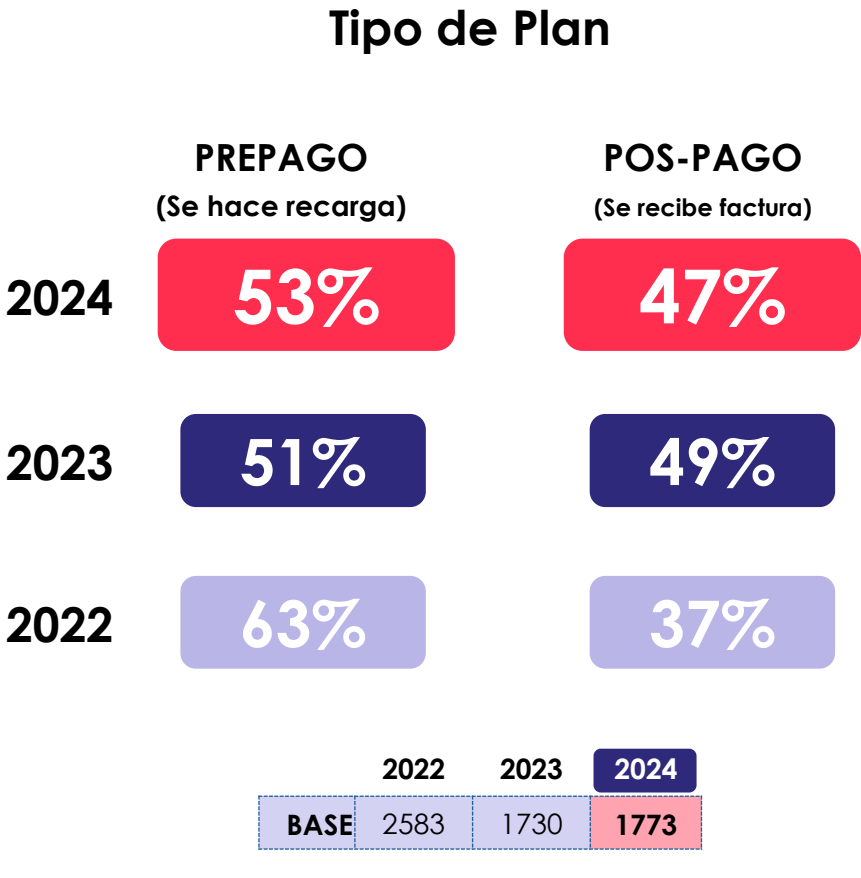 Tipo de Plan
PREPAGO POS-PAGO
(Se hace recarga) (Se recibe factura)
2024 53% 47%
2023 51% 49%
2022 63% 37%
2022 2023 2024
BASE 2583 1730 1773